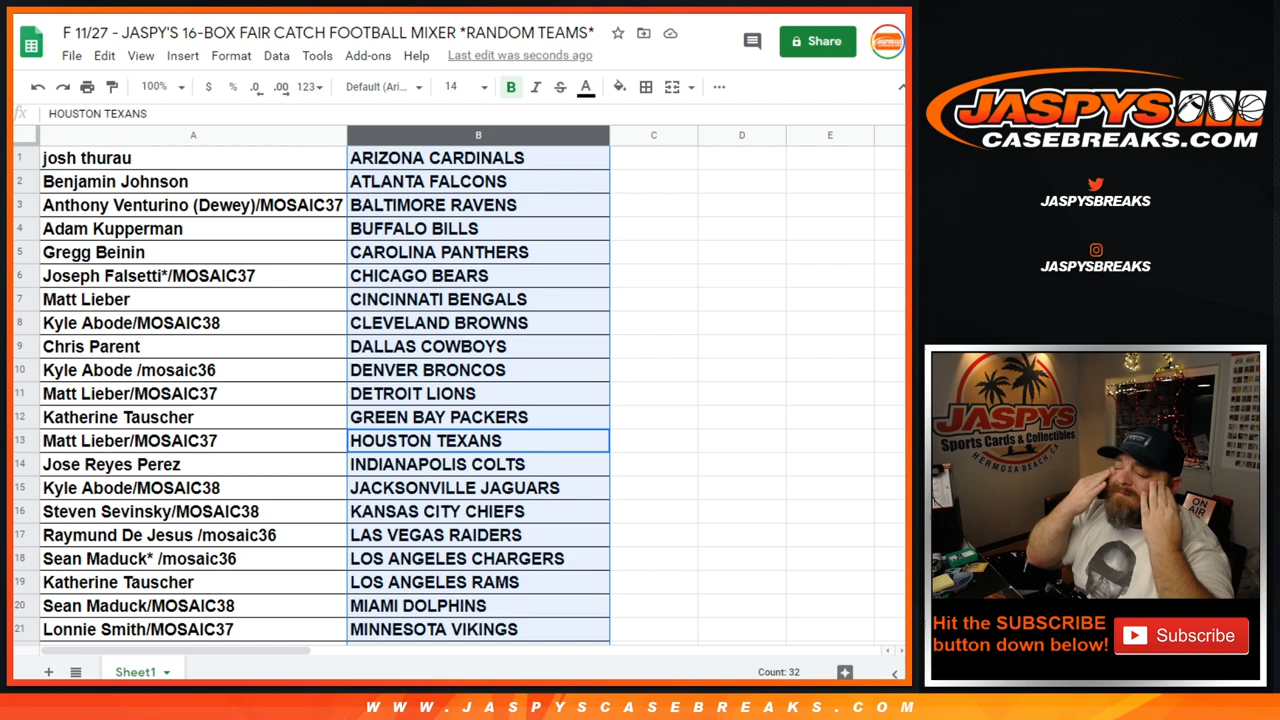 F 11/27 - JASPY'S 16-BOX FAIR CATCH FOOTBALL MIXER *RANDOM TEAMS*
File Edit View Insert Format Data Tools Add-ons Help Last edit was seconds ago
Share
100% $ % .0 .00 123 Default (Ari... 14 B I S A
fx HOUSTON TEXANS
A B C D E
1 josh thurau ARIZONA CARDINALS
2 Benjamin Johnson ATLANTA FALCONS
3 Anthony Venturino (Dewey)/MOSAIC37 BALTIMORE RAVENS
4 Adam Kupperman BUFFALO BILLS
5 Gregg Beinin CAROLINA PANTHERS
6 Joseph Falsetti*/MOSAIC37 CHICAGO BEARS
7 Matt Lieber CINCINNATI BENGALS
8 Kyle Abode/MOSAIC38 CLEVELAND BROWNS
9 Chris Parent DALLAS COWBOYS
10 Kyle Abode /mosaic36 DENVER BRONCOS
11 Matt Lieber/MOSAIC37 DETROIT LIONS
12 Katherine Tauscher GREEN BAY PACKERS
13 Matt Lieber/MOSAIC37 HOUSTON TEXANS
14 Jose Reyes Perez INDIANAPOLIS COLTS
15 Kyle Abode/MOSAIC38 JACKSONVILLE JAGUARS
16 Steven Sevinsky/MOSAIC38 KANSAS CITY CHIEFS
17 Raymund De Jesus /mosaic36 LAS VEGAS RAIDERS
18 Sean Maduck* /mosaic36 LOS ANGELES CHARGERS
19 Katherine Tauscher LOS ANGELES RAMS
20 Sean Maduck/MOSAIC38 MIAMI DOLPHINS
21 Lonnie Smith/MOSAIC37 MINNESOTA VIKINGS
Sheet1
Count: 32
JASPYS
CASEBREAKS.COM
JASPYSBREAKS
JASPYSBREAKS
JASPYS
Sports Cards & Collectibles
HERMOSA BEACH, CA
ON
AIR
Hit the SUBSCRIBE
button down below!
Subscribe
WWW.JASPYSCASEBREAKS.COM